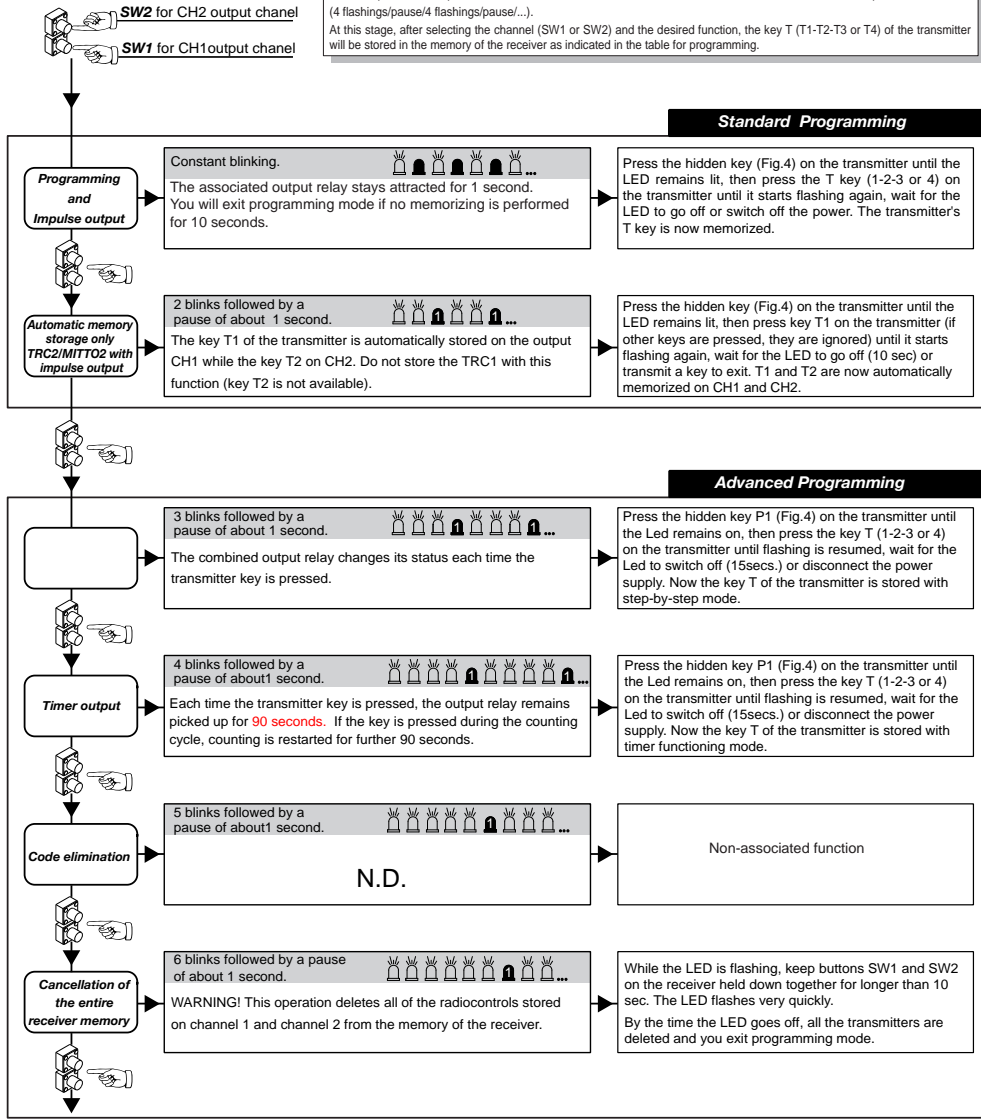 SW2 for CH2 output chanel
SW1 for CH1output chanel
(4 flashings/pause/4 flashings/pause/...).
At this stage, after selecting the channel (SW1 or SW2) and the desired function, the key T (T1-T2-T3 or T4) of the transmitter
will be stored in the memory of the receiver as indicated in the table for programming.
Standard Programming
Programming
and
Impulse output
Constant blinking.
...
The associated output relay stays attracted for 1 second.
You will exit programming mode if no memorizing is performed
for 10 seconds.
Press the hidden key (Fig.4) on the transmitter until the
LED remains lit, then press the T key (1-2-3 or 4) on
the transmitter until it starts flashing again, wait for the
LED to go off or switch off the power. The transmitter's
T key is now memorized.
Automatic memory
storage only
TRC2/MITTO2 with
impulse output
2 blinks followed by a
pause of about 1 second.
1 1 ...
The key T1 of the transmitter is automatically stored on the output
CH1 while the key T2 on CH2. Do not store the TRC1 with this
function (key T2 is not available).
Press the hidden key (Fig.4) on the transmitter until the
LED remains lit, then press key T1 on the transmitter (if
other keys are pressed, they are ignored) until it starts
flashing again, wait for the LED to go off (10 sec) or
transmit a key to exit. T1 and T2 are now automatically
memorized on CH1 and CH2.
Advanced Programming
3 blinks followed by a
pause of about 1 second.
1 1 ...
The combined output relay changes its status each time the
transmitter key is pressed.
Press the hidden key P1 (Fig.4) on the transmitter until
the Led remains on, then press the key T (1-2-3 or 4)
on the transmitter until flashing is resumed, wait for the
Led to switch off (15secs.) or disconnect the power
supply. Now the key T of the transmitter is stored with
step-by-step mode.
Timer output
4 blinks followed by a
pause of about1 second.
1 1 ...
Each time the transmitter key is pressed, the output relay remains
picked up for 90 seconds. If the key is pressed during the counting
cycle, counting is restarted for further 90 seconds.
Press the hidden key P1 (Fig.4) on the transmitter until
the Led remains on, then press the key T (1-2-3 or 4)
on the transmitter until flashing is resumed, wait for the
Led to switch off (15secs.) or disconnect the power
supply. Now the key T of the transmitter is stored with
timer functioning mode.
Code elimination
5 blinks followed by a
pause of about1 second.
1 ...
N.D.
Non-associated function
Cancellation of
the entire
receiver memory
6 blinks followed by a pause
of about 1 second.
1 ...
WARNING! This operation deletes all of the radiocontrols stored
on channel 1 and channel 2 from the memory of the receiver.
While the LED is flashing, keep buttons SW1 and SW2
on the receiver held down together for longer than 10
sec. The LED flashes very quickly.
By the time the LED goes off, all the transmitters are
deleted and you exit programming mode.